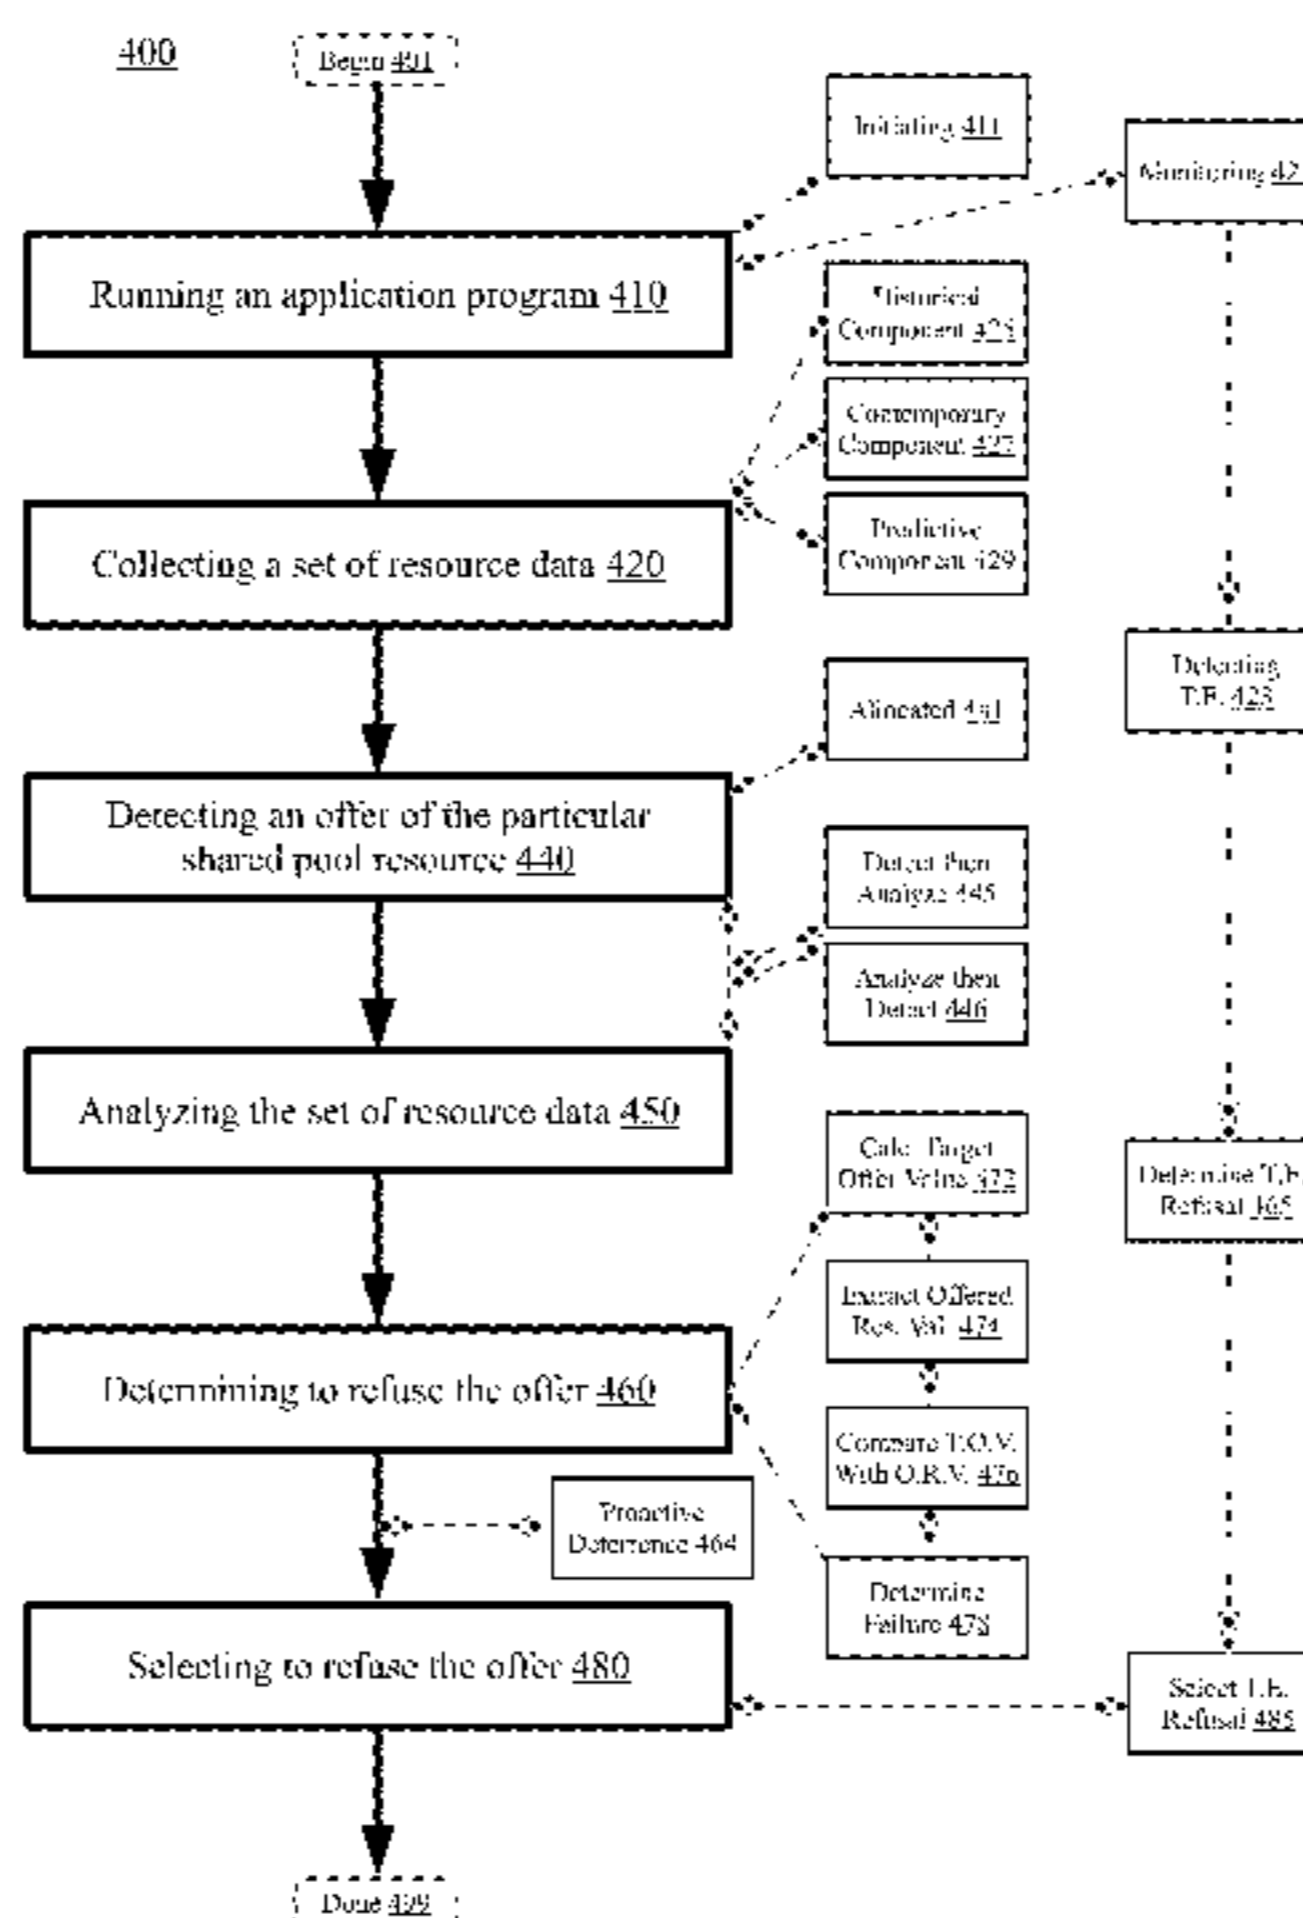 400
Begin 401
Initiating 411
Monitoring
Running an application program 410
Historical
Component 425
Contemporary
Component 427
Predictive
Component 429
Collecting a set of resource data 420
Detecting
T.E. 423
Allocated
Detecting an offer of the particular
shared pool resource 440
Detect then
Analyze 445
Analyze then
Detect 446
Analyzing the set of resource data 450
Calc. Target
Offer Value 472
Determine T.E.
Refusal 465
Extract Offered
Res. Val. 474
Determining to refuse the offer 460
Compare T.O.V.
With O.R.V. 476
Proactive
Deterrence 464
Determine
Failure 478
Selecting to refuse the offer 480
Select T.E.
Refusal 485
Done 499